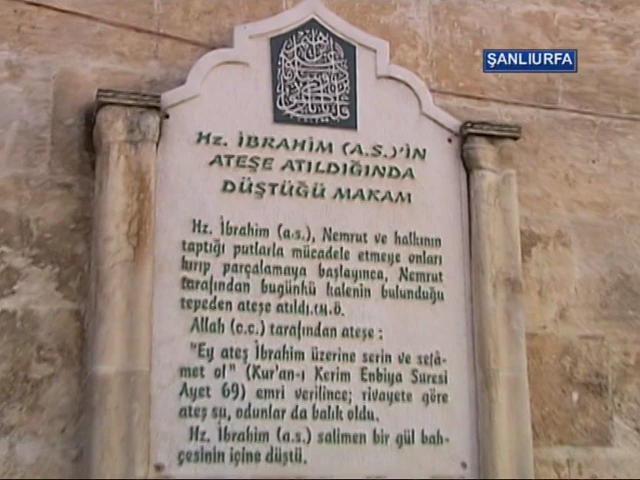 ŞANLIURFA
Hz. İBRAHİM (A.S.)'İN
ATEŞE ATILDIĞINDA
DÜŞTÜĞÜ MAKAM
Hz. İbrahim (a.s.), Nemrut ve halkının
taptığı putlarla mücadele etmeye onları
kırıp parçalamaya başlayınca, Nemrut
tarafından bugünkü kalenin bulunduğu
tepeden ateşe atıldı.
Allah (c.c.) tarafından ateşe :
"Ey ateş İbrahim üzerine serin ve selâ-
met ol" (Kur'an-ı Kerim Enbiya Suresi
Ayet 69) emri verilince; rivayete göre
ateş su, odunlar da balık oldu.
Hz. İbrahim (a.s.) salimen bir gül bah-
çesinin içine düştü.